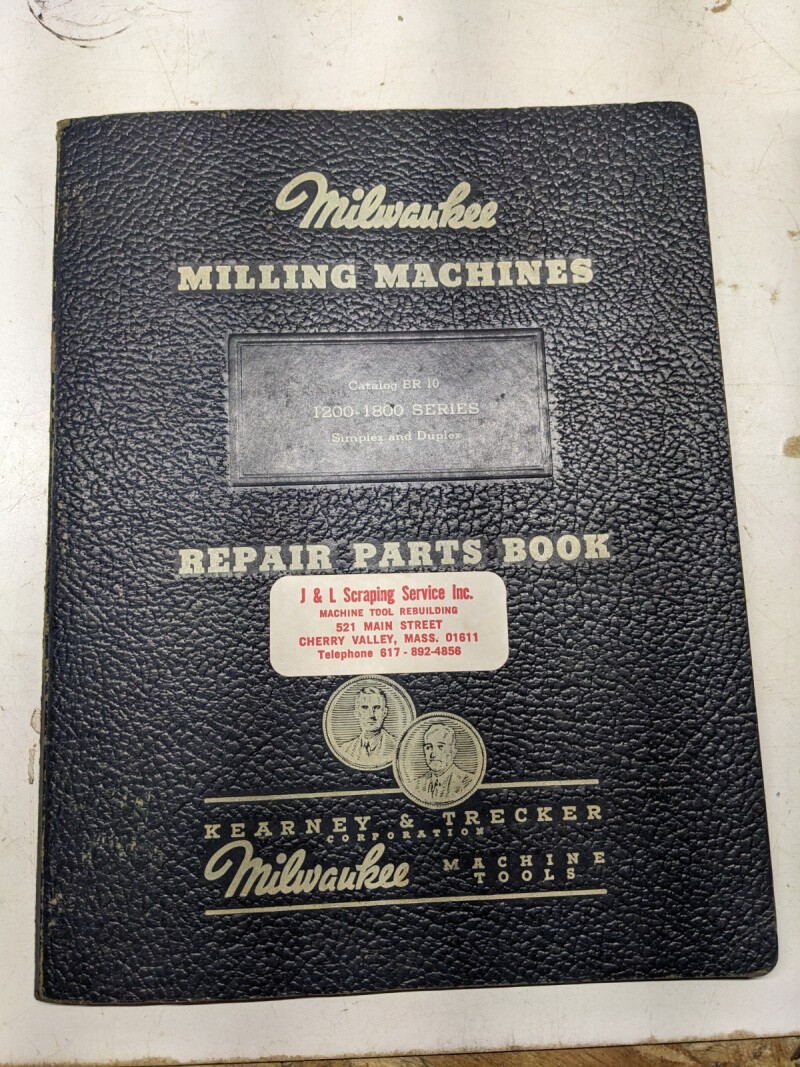 Milwaukee
MILLING MACHINES
Catalog BR 10
1200-1800 SERIES
Simplex and Duplex
REPAIR PARTS BOOK
J & L Scraping Service Inc.
MACHINE TOOL REBUILDING
521 MAIN STREET
CHERRY VALLEY, MASS. 01611
Telephone 617 - 892-4856
KEARNEY & TRECKER
CORPORATION
Milwaukee MACHINE
TOOLS